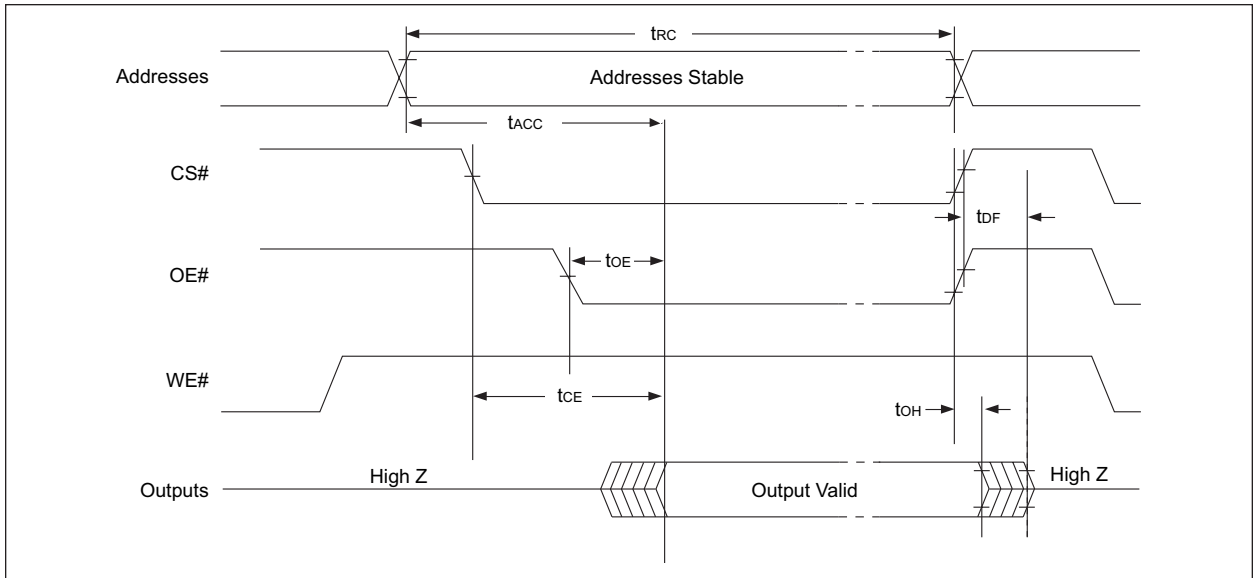 tRC
Addresses
Addresses Stable
tACC
CS#
tDF
OE#
tOE
WE#
tCE
tOH
High Z
High Z
Outputs
Output Valid